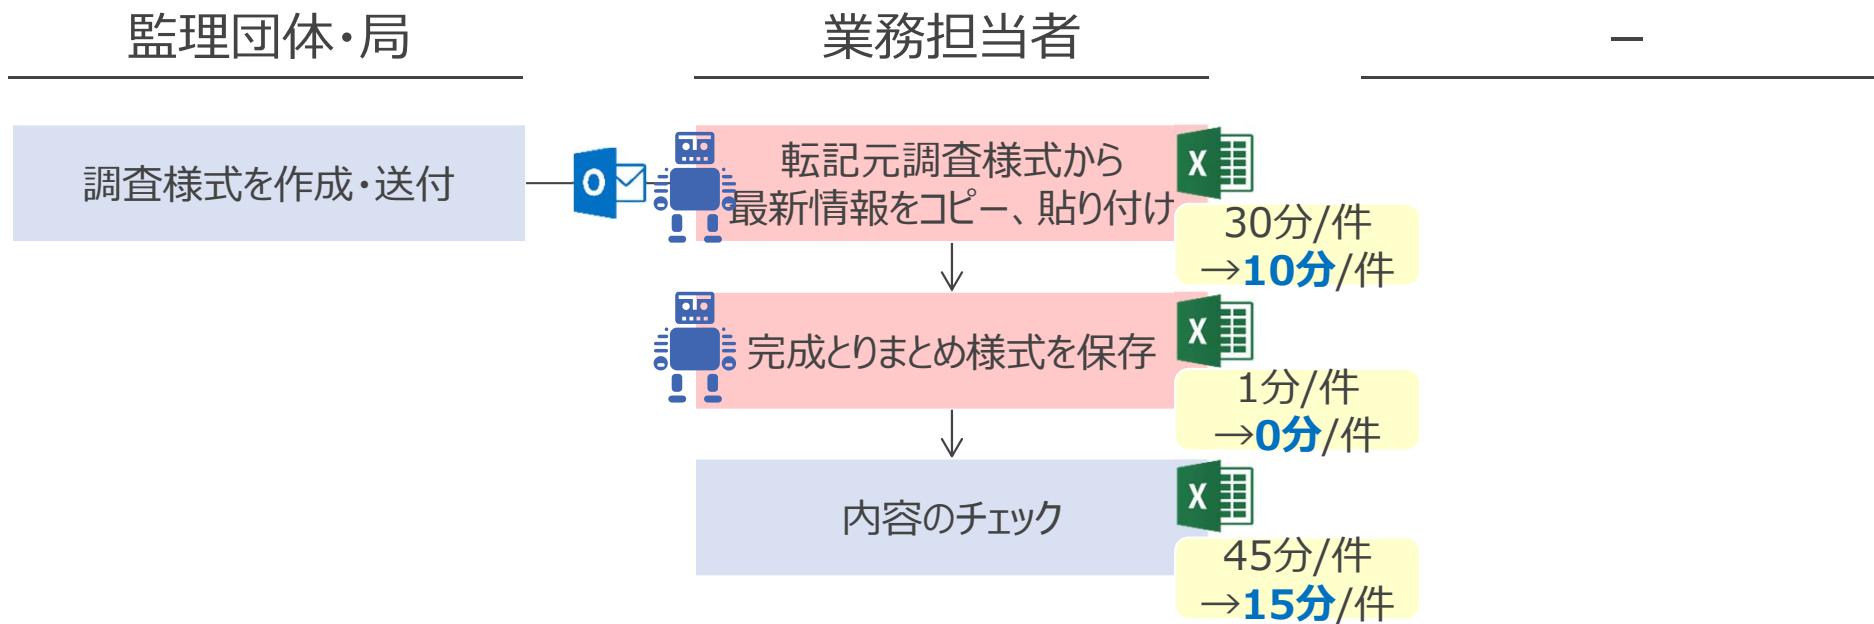 監理団体・局
業務担当者
－
調査様式を作成・送付
転記元調査様式から
最新情報をコピー、貼り付け
30分/件
→10分/件
完成とりまとめ様式を保存
1分/件
→0分/件
内容のチェック
45分/件
→15分/件